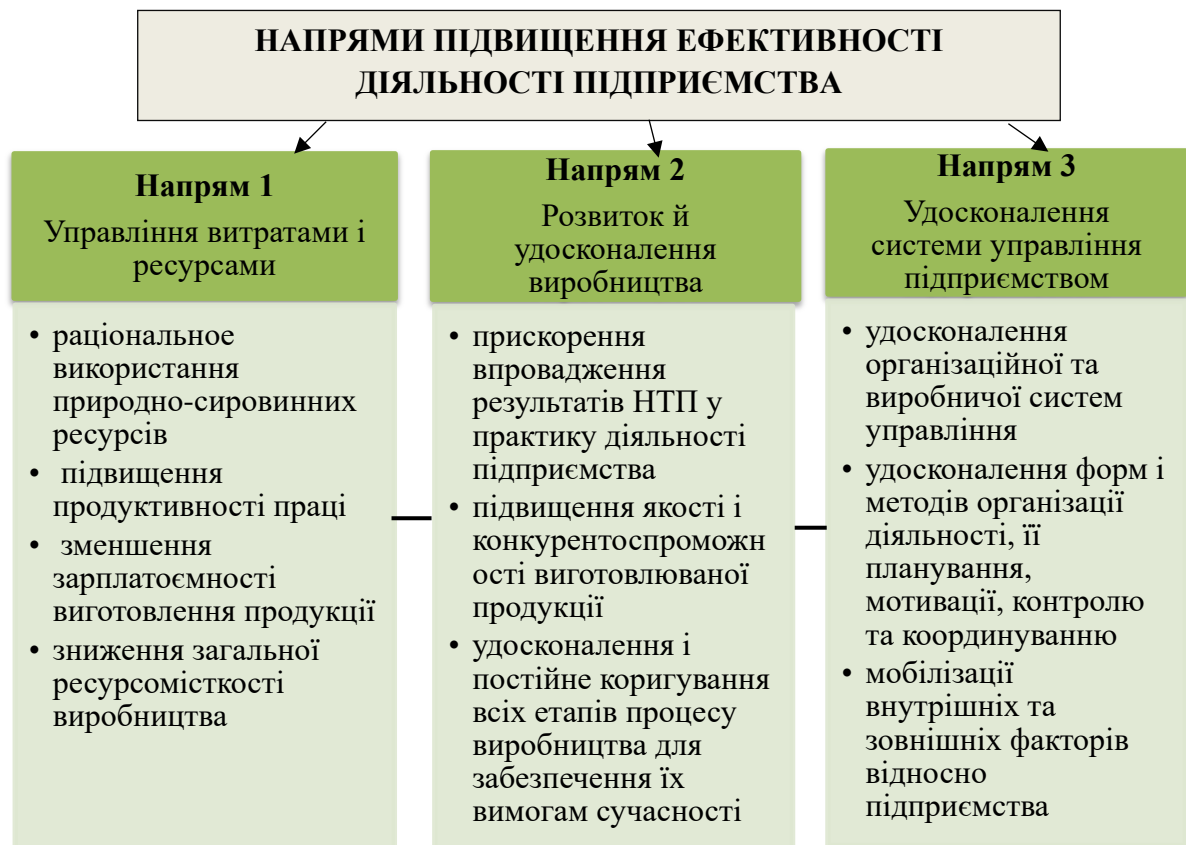 НАПРЯМИ ПІДВИЩЕННЯ ЕФЕКТИВНОСТІ
ДІЯЛЬНОСТІ ПІДПРИЄМСТВА
Напрям 1
Управління витратами і
ресурсами
• раціональное
використання
природно-сировинних
ресурсів
• підвищення
продуктивності праці
• зменшення
зарплатоємності
виготовлення продукції
• зниження загальної
ресурсомісткості
виробництва
Напрям 2
Розвиток й
удосконалення
виробництва
• прискорення
впровадження
результатів НТП у
практику діяльності
підприємства
• підвищення якості і
конкурентоспроможн
ості виготовлюваної
продукції
• удосконалення і
постійне коригування
всіх етапів процесу
виробництва для
забезпечення їх
вимогам сучасності
Напрям 3
Удосконалення
системи управління
підприємством
• удосконалення
організаційної та
виробничої систем
управління
• удосконалення форм і
методів організації
діяльності, її
планування,
мотивації, контролю
та координуванню
• мобілізації
внутрішніх та
зовнішніх факторів
відносно
підприємства